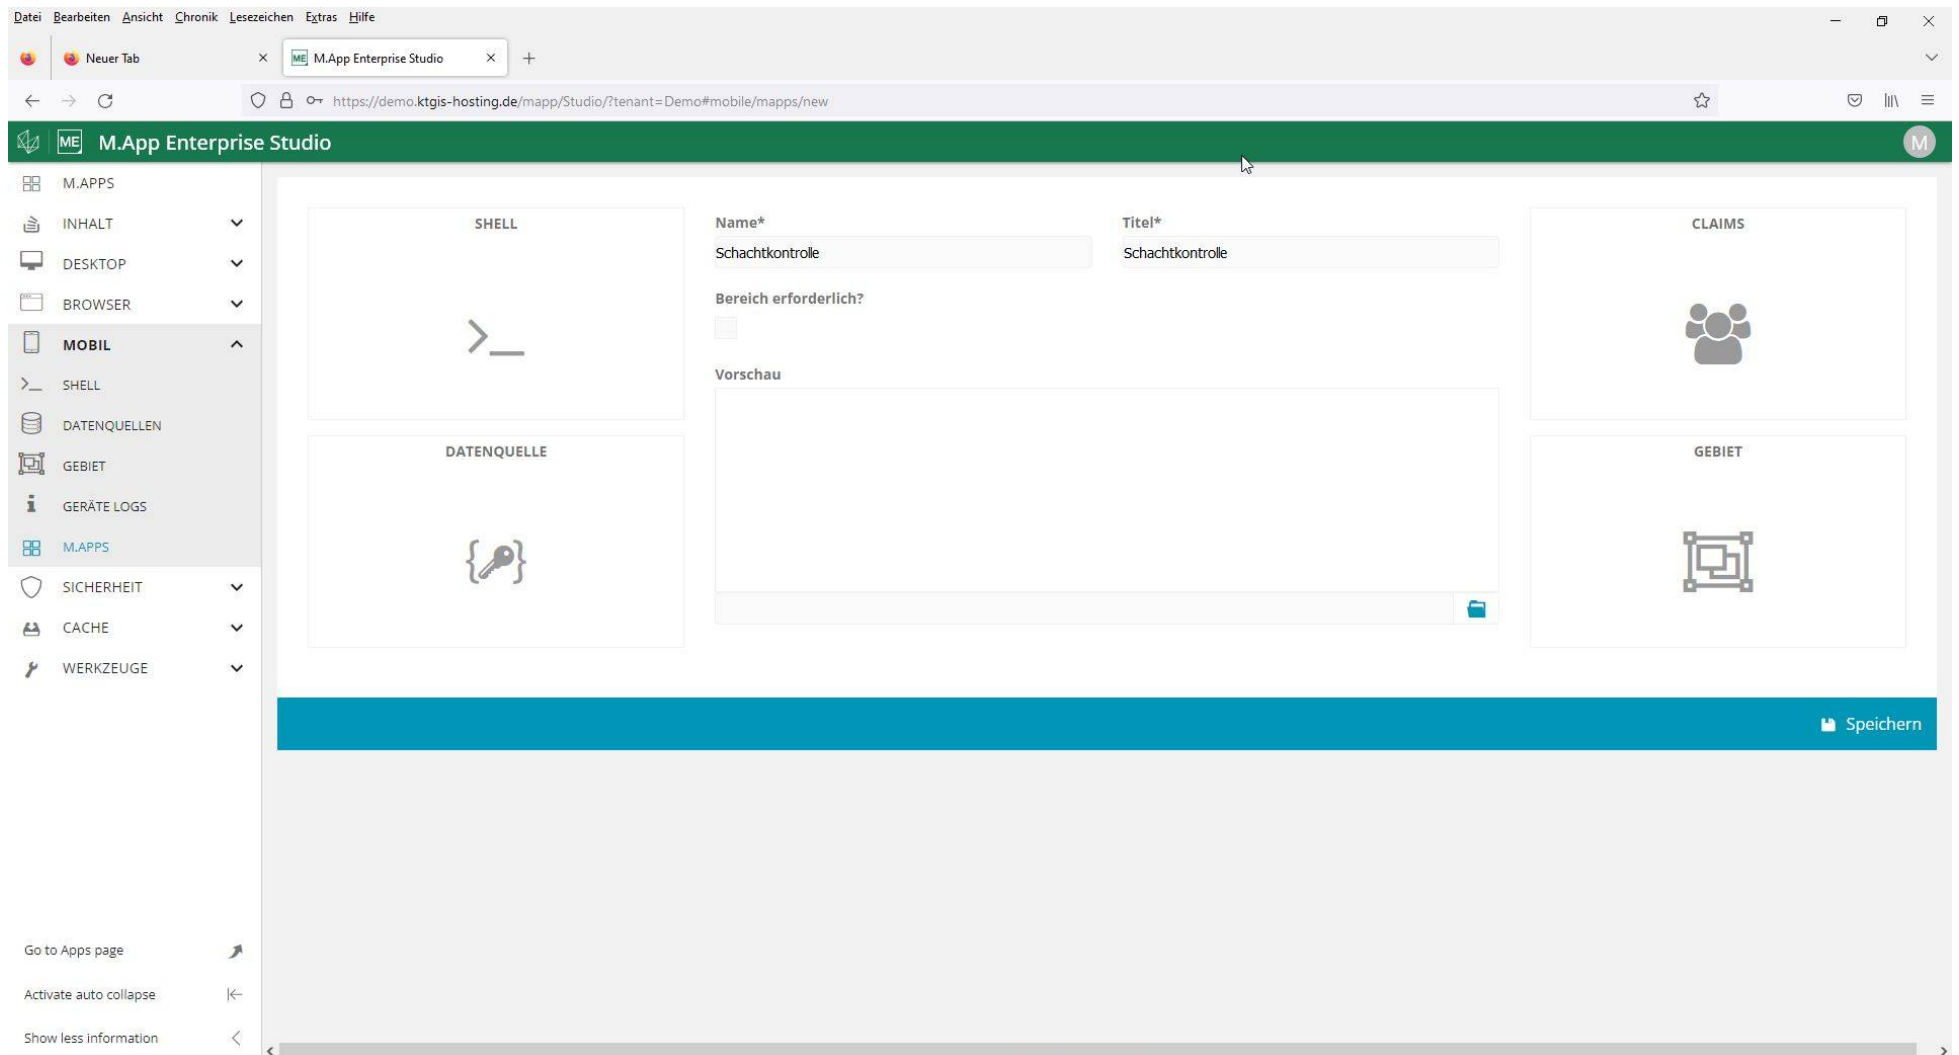 Datei Bearbeiten Ansicht Chronik Lesezeichen Extras Hilfe
Neuer Tab
ME M.App Enterprise Studio
https://demo.ktgis-hosting.de/mapp/Studio/?tenant=Demo#mobile/mapps/new
ME M.App Enterprise Studio
M
M.APPS
INHALT
DESKTOP
BROWSER
MOBIL
SHELL
DATENQUELLEN
GEBIET
GERÄTE LOGS
M.APPS
SICHERHEIT
CACHE
WERKZEUGE
Go to Apps page
Activate auto collapse
Show less information
SHELL
DATENQUELLE
Name*
Schachtkontrolle
Titel*
Schachtkontrolle
Bereich erforderlich?
Vorschau
CLAIMS
GEBIET
Speichern